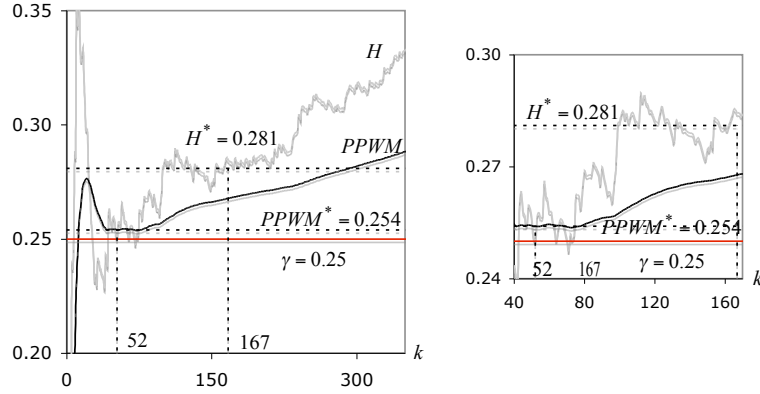 0.35
H
0.30
H* = 0.281
PPWM
PPWM* = 0.254
0.25
γ = 0.25
52
167
0.20
k
0
150
300
0.30
H* = 0.281
0.27
PPWM* = 0.254
52
167
γ = 0.25
0.24
k
40
80
120
160